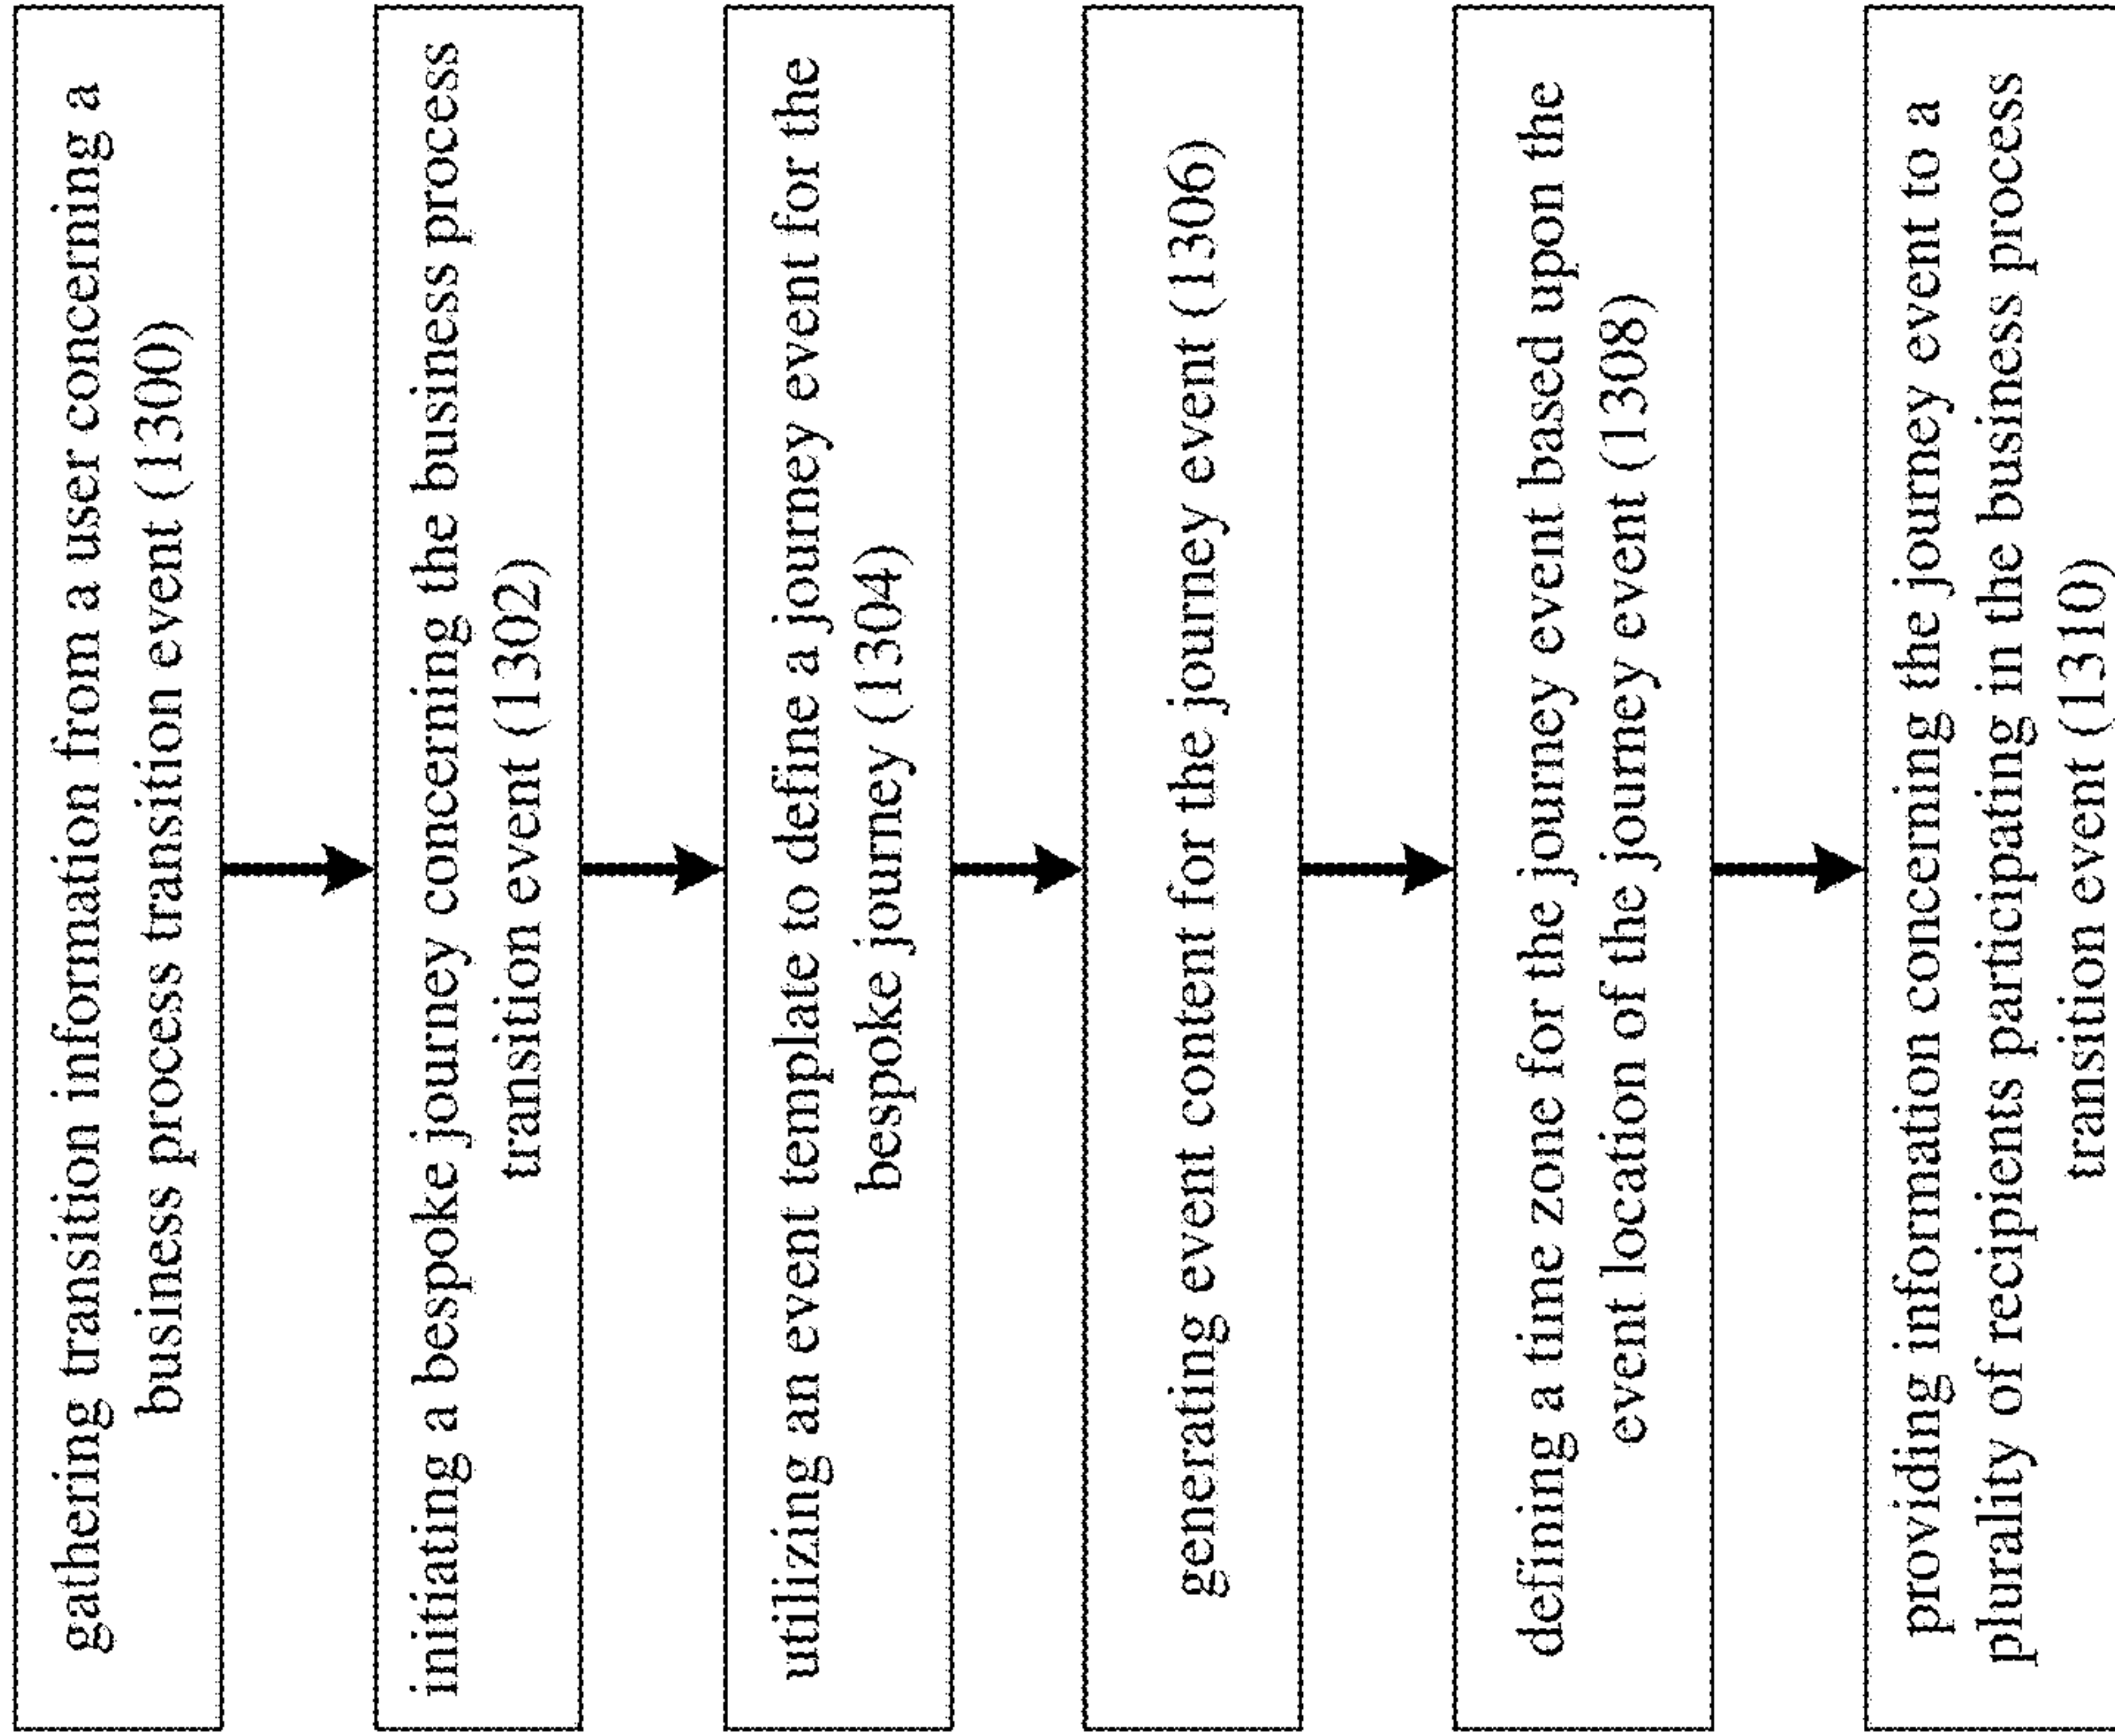 gathering transition information from a user concerning a
business process transition event (1300)
initiating a bespoke journey concerning the business process
transition event (1302)
utilizing an event template to define a journey event for the
bespoke journey (1304)
generating event content for the journey event (1306)
defining a time zone for the journey event based upon the
event location of the journey event (1308)
providing information concerning the journey event to a
plurality of recipients participating in the business process
transition event (1310)